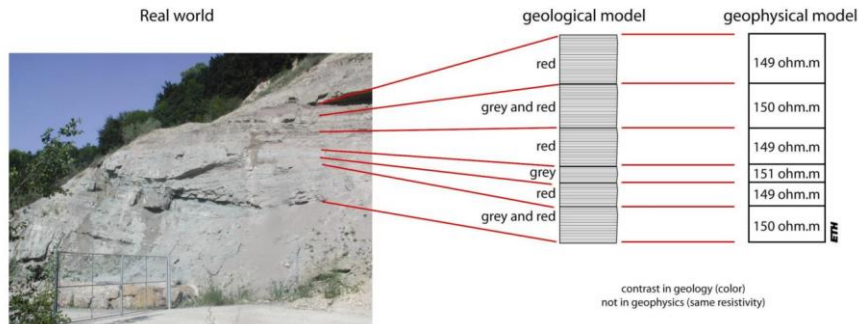 Real world
geological model
geophysical model
red
149 ohm.m
grey and red
150 ohm.m
red
149 ohm.m
grey
151 ohm.m
red
149 ohm.m
grey and red
150 ohm.m
ETH
contrast in geology (color)
not in geophysics (same resistivity)